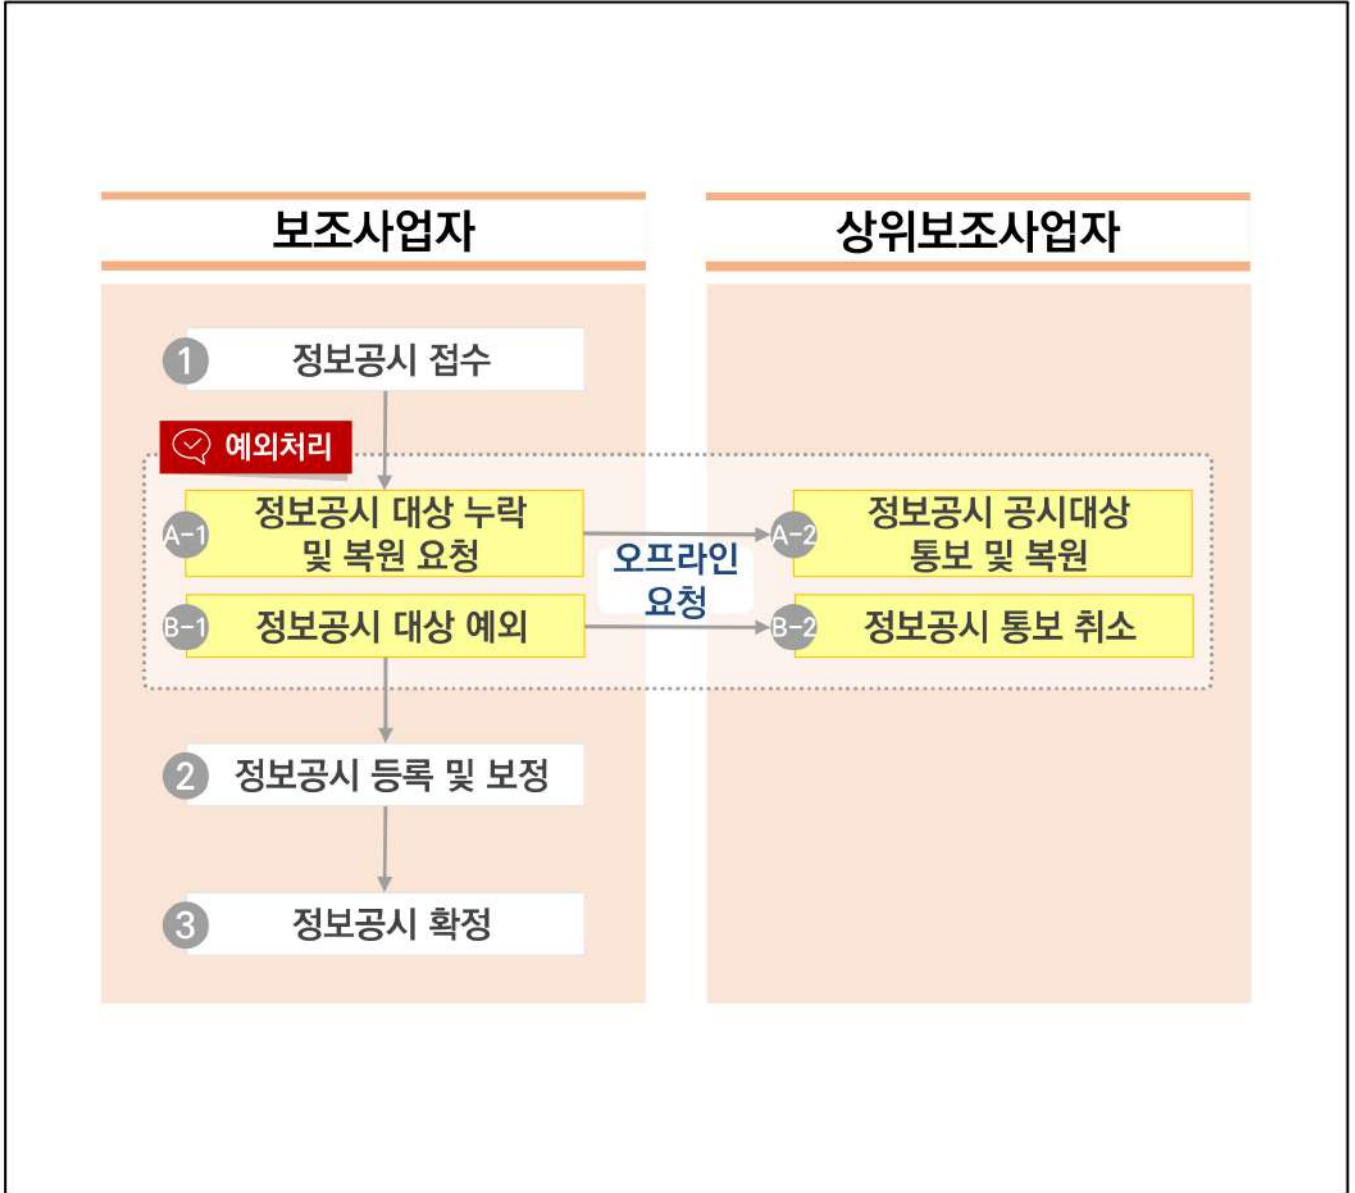 보조사업자
상위보조사업자
1 정보공시 접수
예외처리
A-1 정보공시 대상 누락
및 복원 요청
오프라인
요청
A-2 정보공시 공시대상
통보 및 복원
B-1 정보공시 대상 예외
B-2 정보공시 통보 취소
2 정보공시 등록 및 보정
3 정보공시 확정